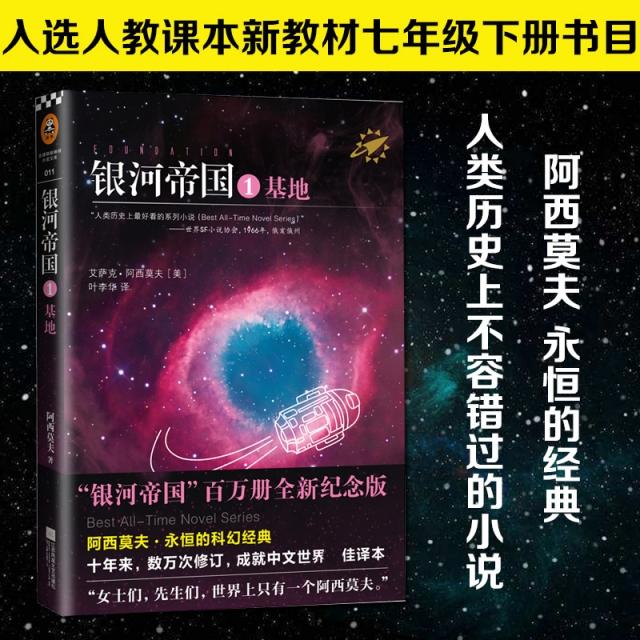 入选人教课本新教材七年级下册书目
阿西莫夫 永恒的经典
人类历史上不容错过的小说
FOUNDATION
银河帝国1基地
“人类历史上最好看的系列小说（Best All-Time Novel Series）”
——世界SF小说协会，1966年，俄亥俄州
艾萨克·阿西莫夫［美］
叶李华 译
“银河帝国”百万册全新纪念版
Best All-Time Novel Series
阿西莫夫·永恒的科幻经典
十年来，数万次修订，成就中文世界 佳译本
“女士们，先生们，世界上只有一个阿西莫夫。”
011
银河帝国
1
基地
阿西莫夫 著